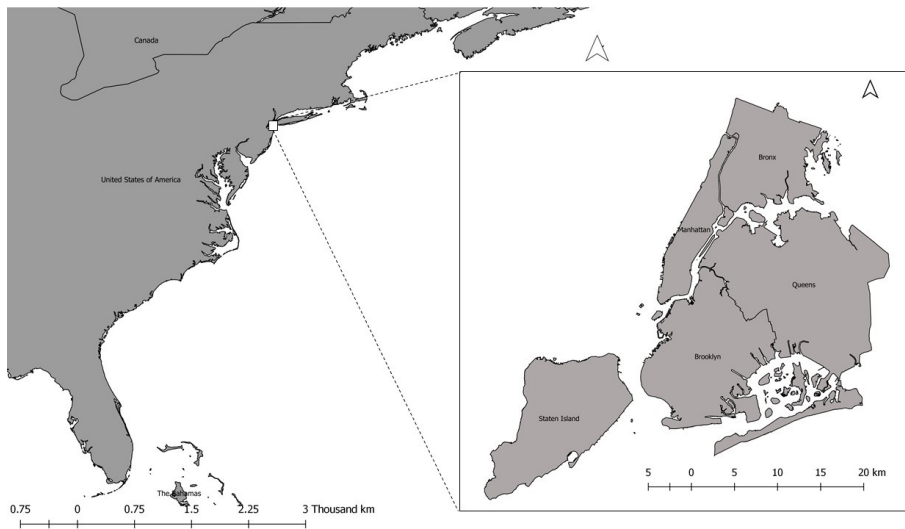 Canada
United States of America
The Bahamas
0.75 0 0.75 1.5 2.25 3 Thousand km
Bronx
Manhattan
Queens
Brooklyn
Staten Island
5 0 5 10 15 20 km